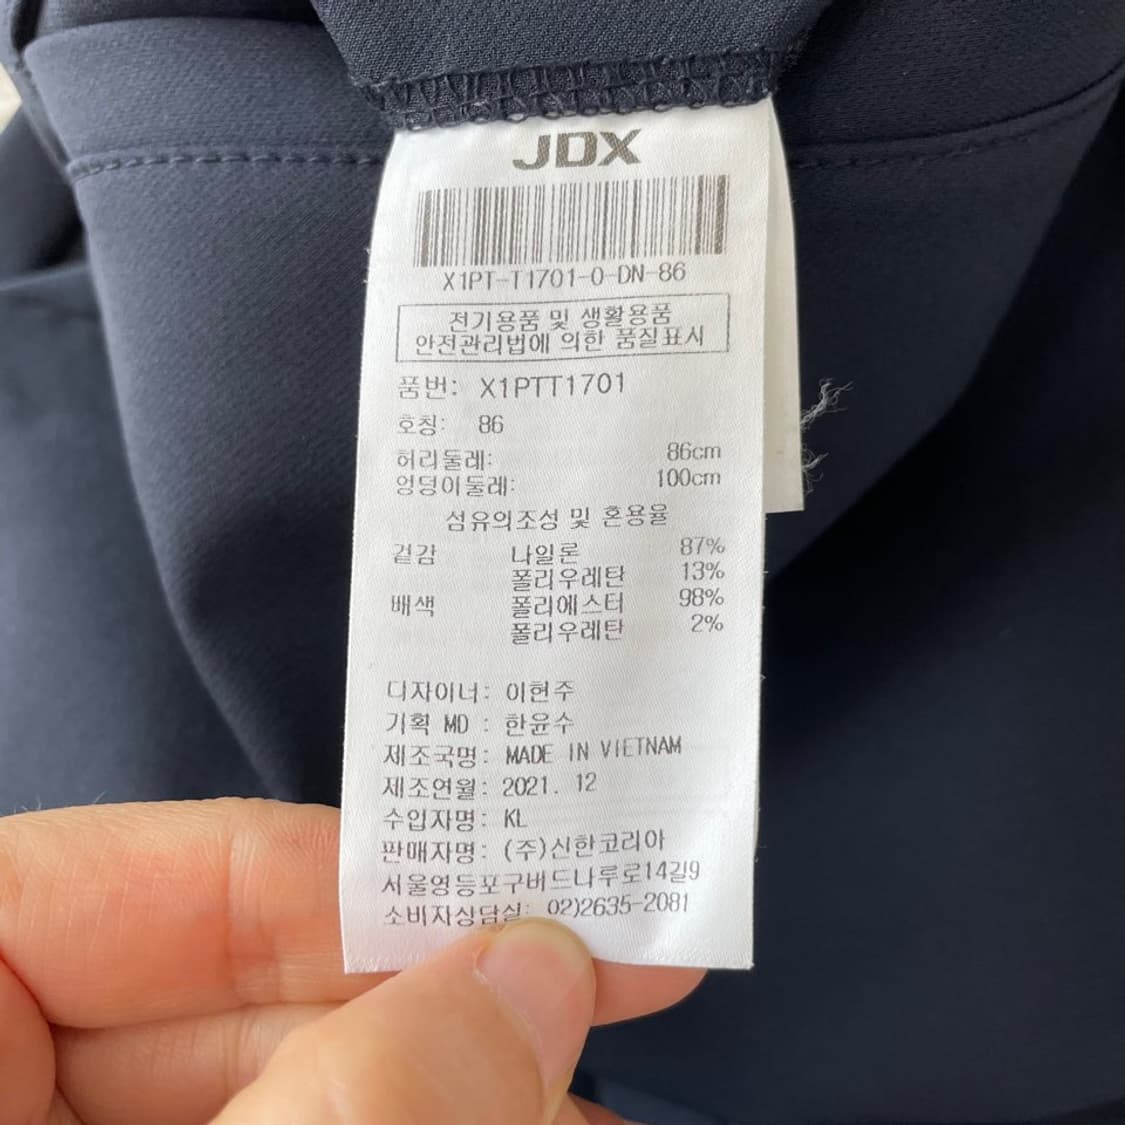 JDX
X1PT-T1701-0-DN-86
전기용품 및 생활용품
안전관리법에 의한 품질표시
품번: X1PTT1701
호칭: 86
허리둘레: 86cm
엉덩이둘레: 100cm
섬유의조성 및 혼용율
겉감 나일론 87%
폴리우레탄 13%
배색 폴리에스터 98%
폴리우레탄 2%
디자이너: 이현주
기획 MD : 한윤수
제조국명: MADE IN VIETNAM
제조연월: 2021. 12
수입자명: KL
판매자명: (주)신한코리아
서울영등포구버드나루로14길9
소비자상담실: 02)2635-2081